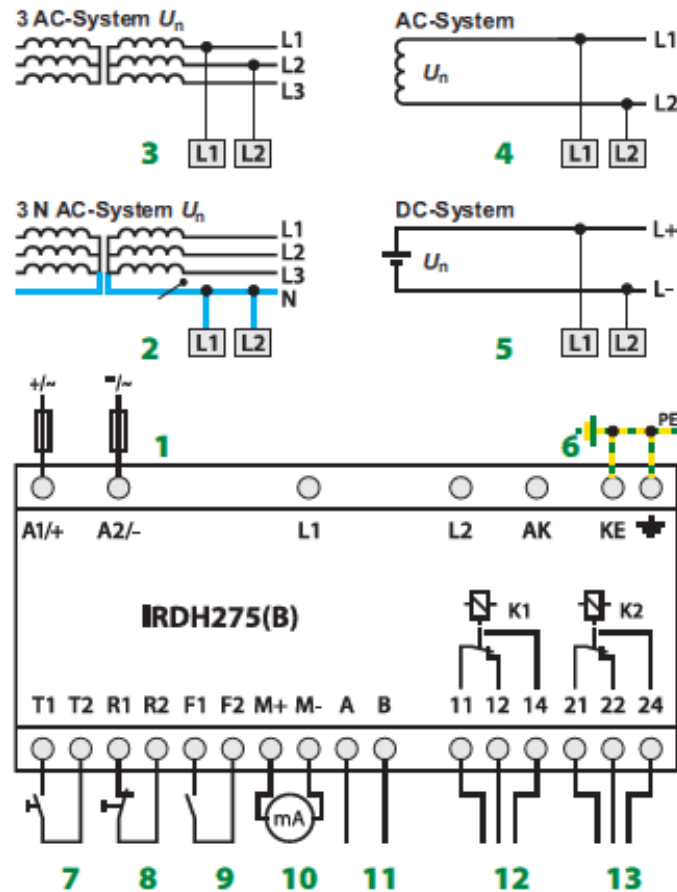 3 AC-System Un
L1
L2
L3
3
L1 L2
AC-System
Un
L1
L2
4
L1 L2
3 N AC-System Un
L1
L2
L3
N
2
L1 L2
DC-System
Un
L+
L-
5
L1 L2
+/~ -/~
1
6 PE
A1/+ A2/- L1 L2 AK KE
IRDH275(B)
K1 K2
T1 T2 R1 R2 F1 F2 M+ M- A B 11 12 14 21 22 24
mA
7 8 9 10 11 12 13